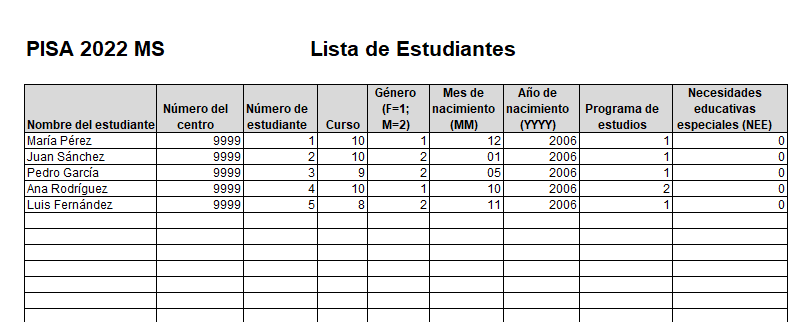 PISA 2022 MS Lista de Estudiantes
Nombre del estudiante Número del centro Número de estudiante Curso Género (F=1; M=2) Mes de nacimiento (MM) Año de nacimiento (YYYY) Programa de estudios Necesidades educativas especiales (NEE)
María Pérez 9999 1 10 1 12 2006 1 0
Juan Sánchez 9999 2 10 2 01 2006 1 0
Pedro García 9999 3 9 2 05 2006 1 0
Ana Rodríguez 9999 4 10 1 10 2006 2 0
Luis Fernández 9999 5 8 2 11 2006 1 0